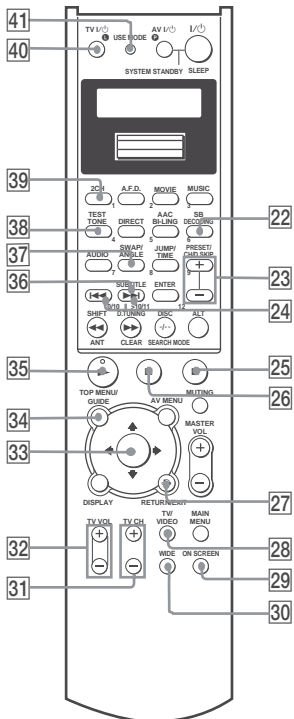 41
TV I/⏻ AV I/⏻ I/⏻
40 L USE MODE P
SYSTEM STANDBY SLEEP
39 2CH A.F.D. MOVIE MUSIC
1 2 3
38 TEST TONE DIRECT AAC BI-LING SB DECODING 22
4 5 6
37 AUDIO SWAP/ANGLE JUMP/TIME PRESET/CH/D.SKIP 23
7 8 9
36 SUBTITLE ENTER
0/10 >10/11 12 24
SHIFT D.TUNING DISC ALT
-/--
ANT CLEAR SEARCH MODE
35 26 25
TOP MENU/GUIDE AV MENU MUTING
34 MASTER VOL
33
DISPLAY RETURN/EXIT 27
TV VOL TV CH TV/VIDEO MAIN MENU
32 31 28
WIDE ON SCREEN
30 29